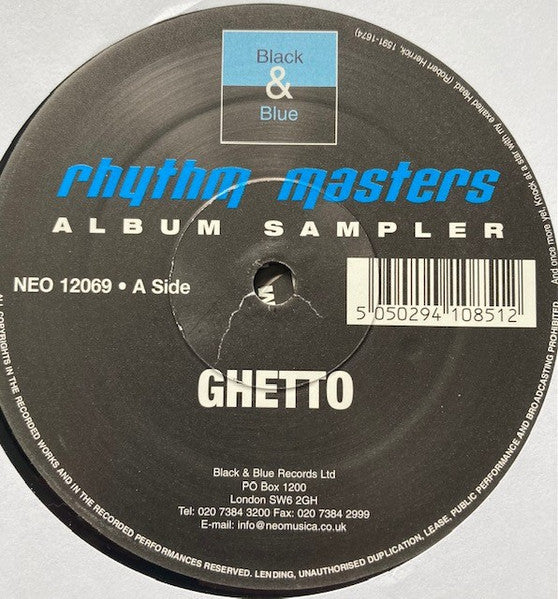 Black
&
Blue
rhythm masters
ALBUM SAMPLER
NEO 12069 • A Side
5 050294 108512
M
GHETTO
Black & Blue Records Ltd
PO Box 1200
London SW6 2GH
Tel: 020 7384 3200 Fax: 020 7384 2999
E-mail: info@neomusica.co.uk
ALL COPYRIGHTS IN THE RECORDED WORKS AND IN THE RECORDED PERFORMANCES RESERVED. LENDING, UNAUTHORISED DUPLICATION, LEASE, PUBLIC PERFORMANCE AND BROADCASTING PROHIBITED.
And once more yet, Knock at a star with my exalted Head. (Robert Herrick, 1591-1674)